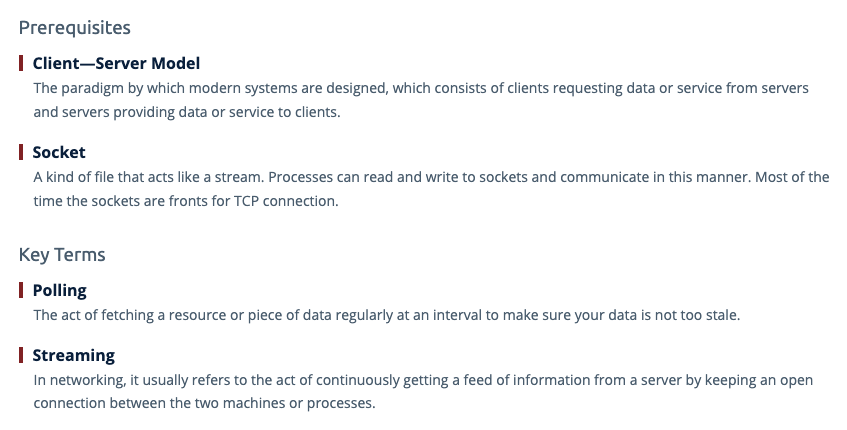 Prerequisites
Client—Server Model
The paradigm by which modern systems are designed, which consists of clients requesting data or service from servers
and servers providing data or service to clients.
Socket
A kind of file that acts like a stream. Processes can read and write to sockets and communicate in this manner. Most of the
time the sockets are fronts for TCP connection.
Key Terms
Polling
The act of fetching a resource or piece of data regularly at an interval to make sure your data is not too stale.
Streaming
In networking, it usually refers to the act of continuously getting a feed of information from a server by keeping an open
connection between the two machines or processes.